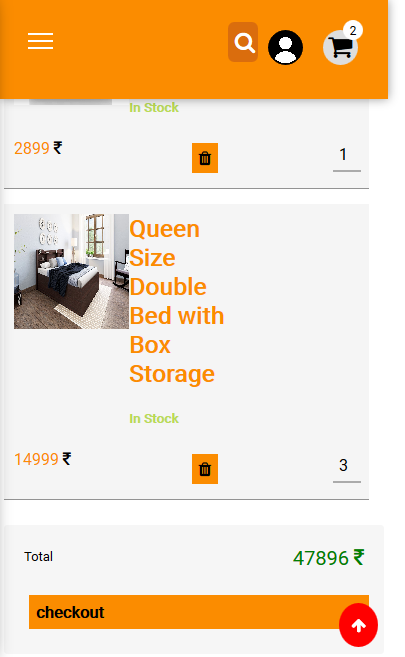 2
In Stock
2899 ₹
1
Queen
Size
Double
Bed with
Box
Storage
In Stock
14999 ₹
3
Total
47896 ₹
checkout